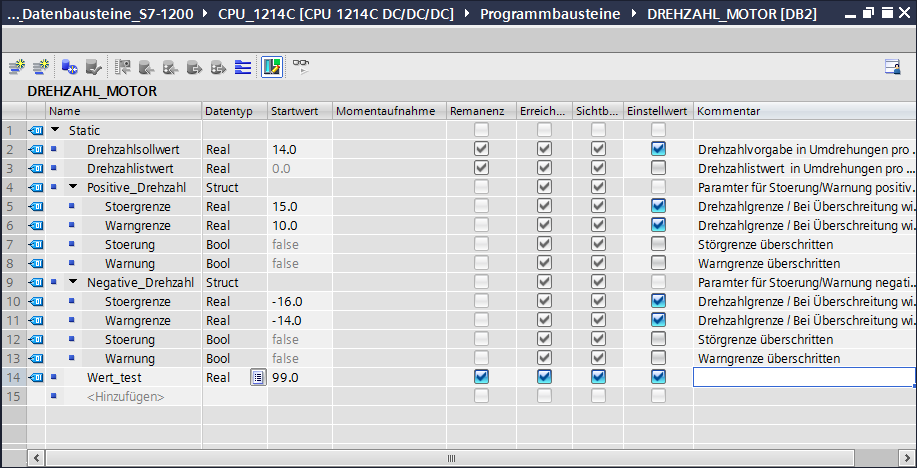 ..._Datenbausteine_S7-1200 CPU_1214C [CPU 1214C DC/DC/DC] Programmbausteine DREHZAHL_MOTOR [DB2]
DREHZAHL_MOTOR
Name Datentyp Startwert Momentaufnahme Remanenz Erreich... Sichtb... Einstellwert Kommentar
1 Static
2 Drehzahlsollwert Real 14.0 Drehzahlvorgabe in Umdrehungen pro ...
3 Drehzahlistwert Real 0.0 Drehzahlistwert in Umdrehungen pro ...
4 Positive_Drehzahl Struct Paramter für Stoerung/Warnung positiv...
5 Stoergrenze Real 15.0 Drehzahlgrenze / Bei Überschreitung wi...
6 Warngrenze Real 10.0 Drehzahlgrenze / Bei Überschreitung wi...
7 Stoerung Bool false Störgrenze überschritten
8 Warnung Bool false Warngrenze überschritten
9 Negative_Drehzahl Struct Paramter für Stoerung/Warnung negati...
10 Stoergrenze Real -16.0 Drehzahlgrenze / Bei Überschreitung wi...
11 Warngrenze Real -14.0 Drehzahlgrenze / Bei Überschreitung wi...
12 Stoerung Bool false Störgrenze überschritten
13 Warnung Bool false Warngrenze überschritten
14 Wert_test Real 99.0
15 <Hinzufügen>